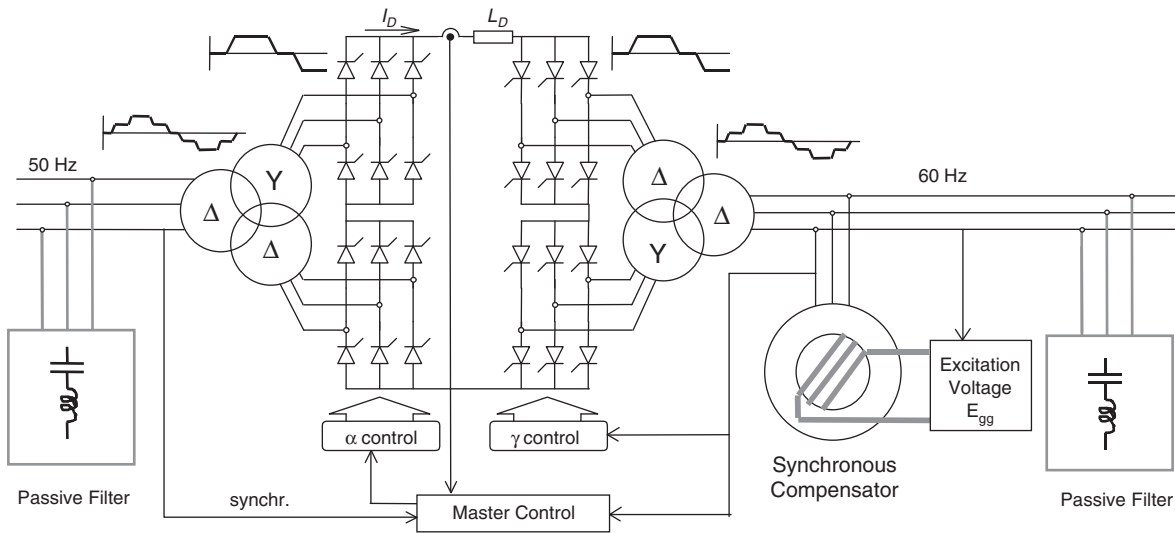 I_D
L_D
50 Hz
60 Hz
Y
Δ
Δ
Δ
Δ
Y
α control
γ control
Excitation
Voltage
E_gg
Synchronous
Compensator
Passive Filter
synchr.
Master Control
Passive Filter